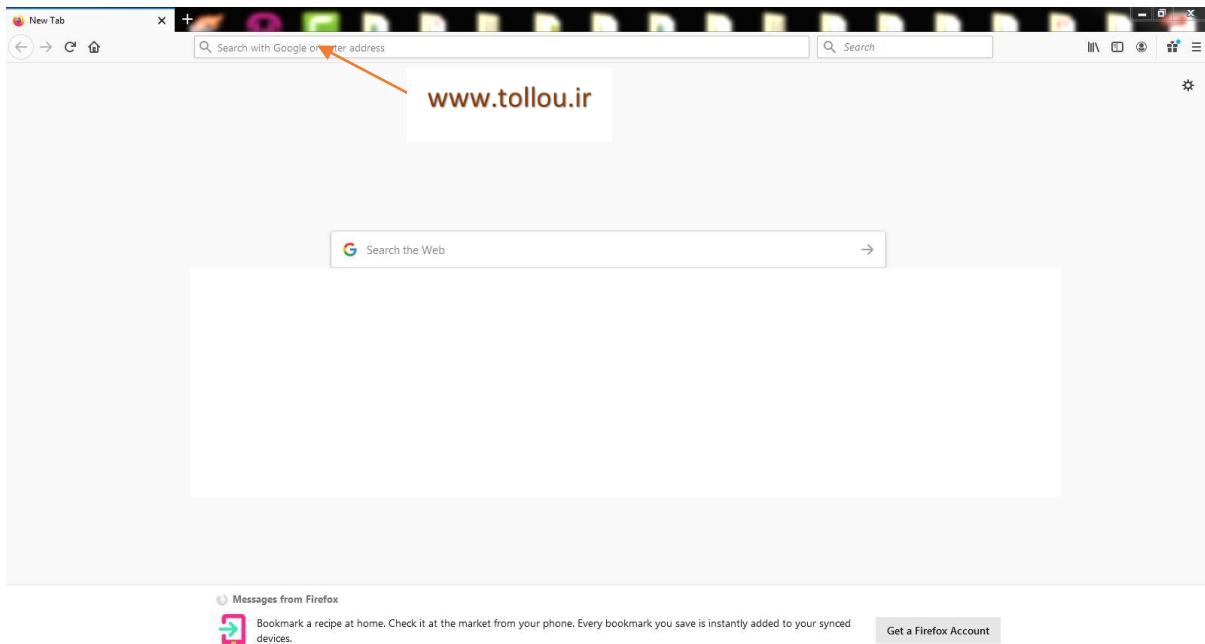 New Tab
Search with Google or enter address
Search
www.tollou.ir
Search the Web
Messages from Firefox
Bookmark a recipe at home. Check it at the market from your phone. Every bookmark you save is instantly added to your synced
devices.
Get a Firefox Account